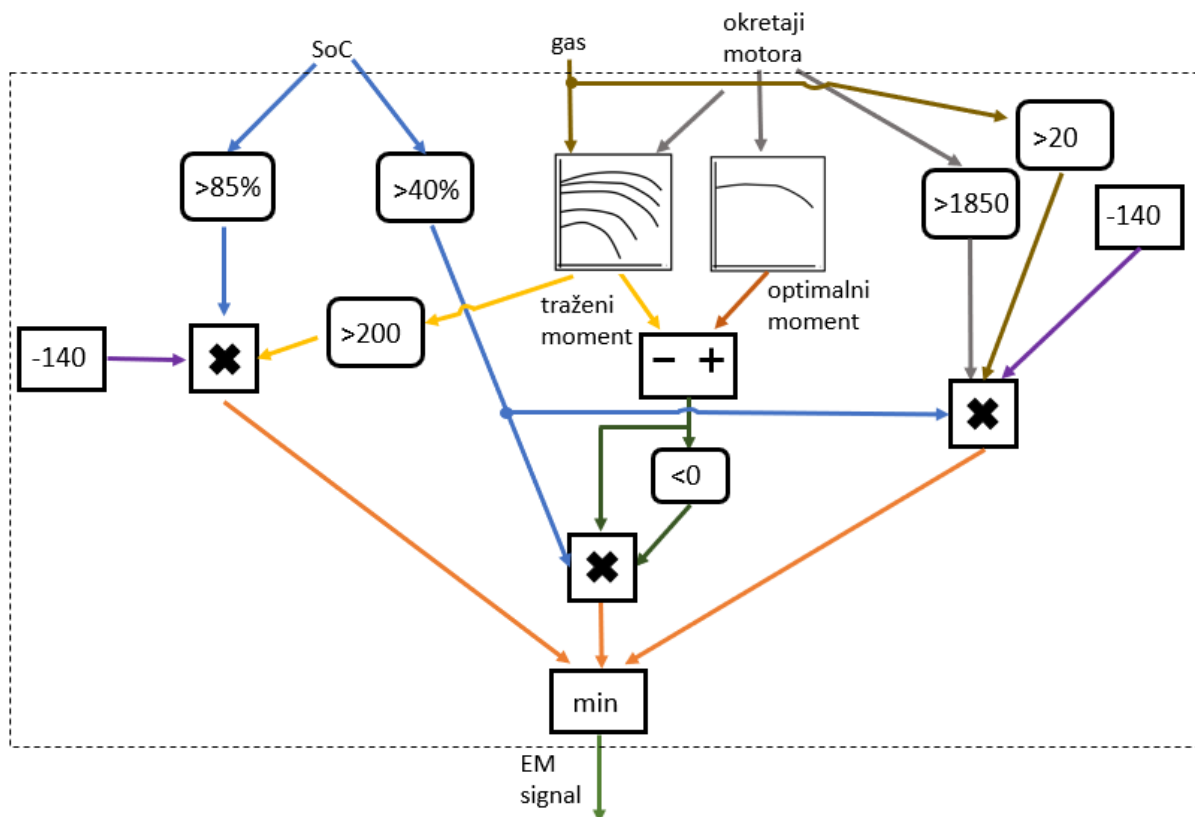 SoC
gas
okretaji
motora
>85%
>40%
>20
>1850
-140
traženi
moment
optimalni
moment
>200
-140
− +
<0
min
EM
signal